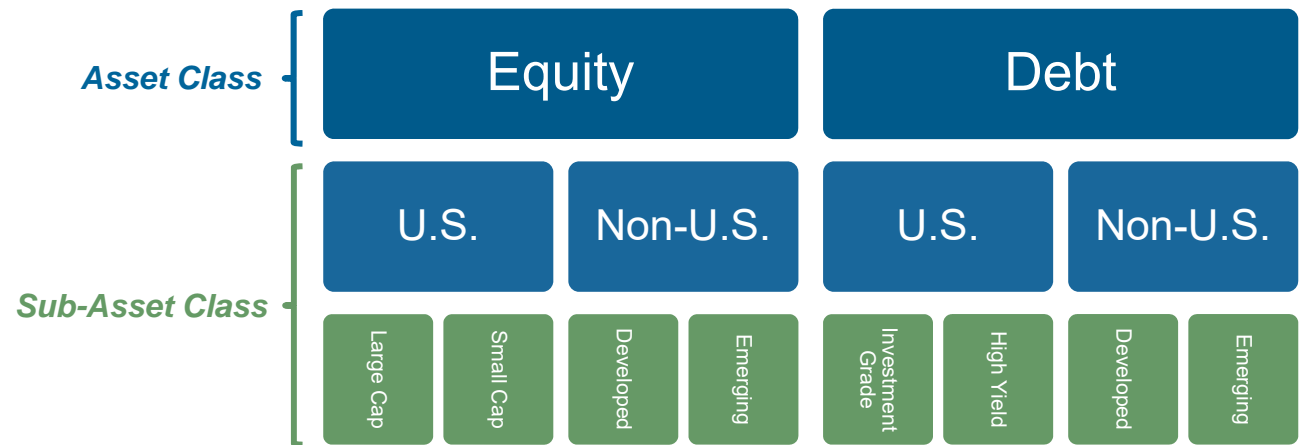 Asset Class
Equity
Debt
Sub-Asset Class
U.S.
Non-U.S.
U.S.
Non-U.S.
Large Cap
Small Cap
Developed
Emerging
Investment
Grade
High Yield
Developed
Emerging